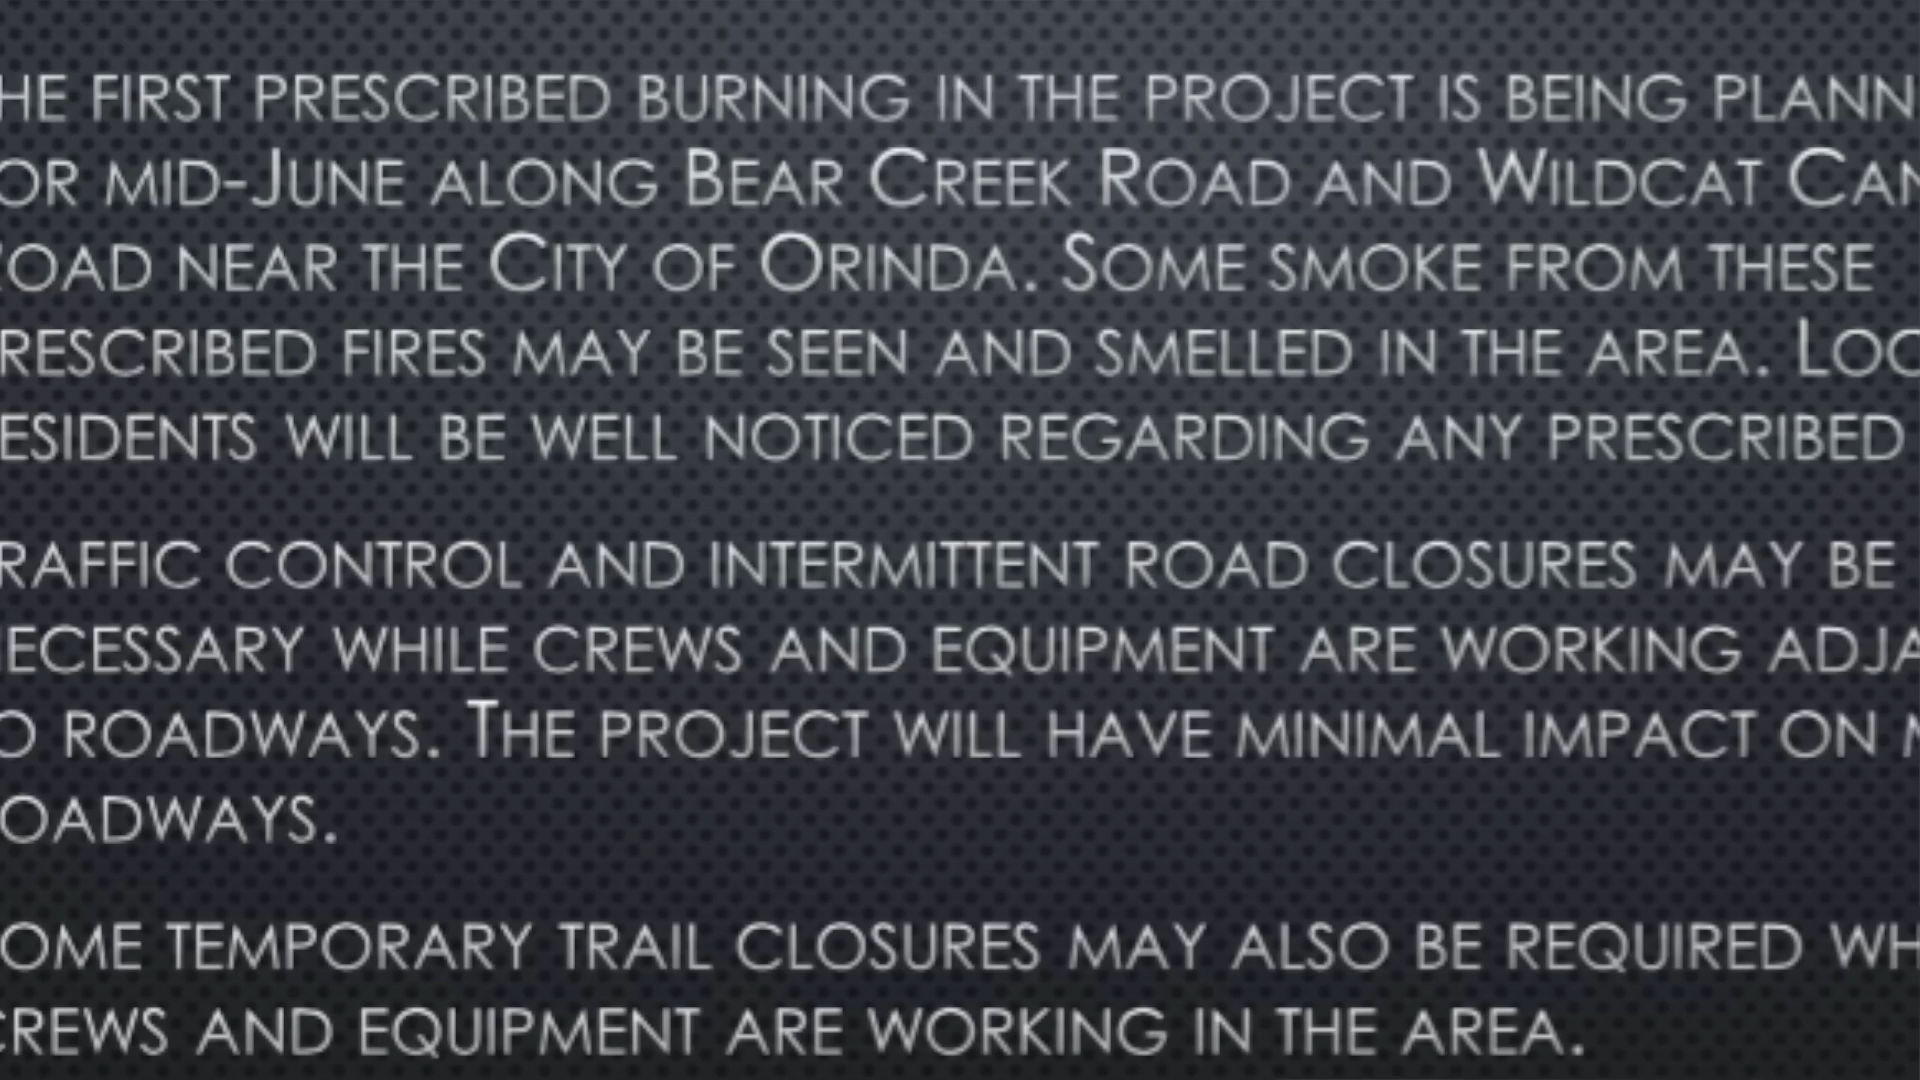 HE FIRST PRESCRIBED BURNING IN THE PROJECT IS BEING PLANN
OR MID-JUNE ALONG BEAR CREEK ROAD AND WILDCAT CAN
OAD NEAR THE CITY OF ORINDA. SOME SMOKE FROM THESE
RESCRIBED FIRES MAY BE SEEN AND SMELLED IN THE AREA. LOC
ESIDENTS WILL BE WELL NOTICED REGARDING ANY PRESCRIBED
RAFFIC CONTROL AND INTERMITTENT ROAD CLOSURES MAY BE
ECESSARY WHILE CREWS AND EQUIPMENT ARE WORKING ADJA
O ROADWAYS. THE PROJECT WILL HAVE MINIMAL IMPACT ON M
OADWAYS.
OME TEMPORARY TRAIL CLOSURES MAY ALSO BE REQUIRED WH
CREWS AND EQUIPMENT ARE WORKING IN THE AREA.